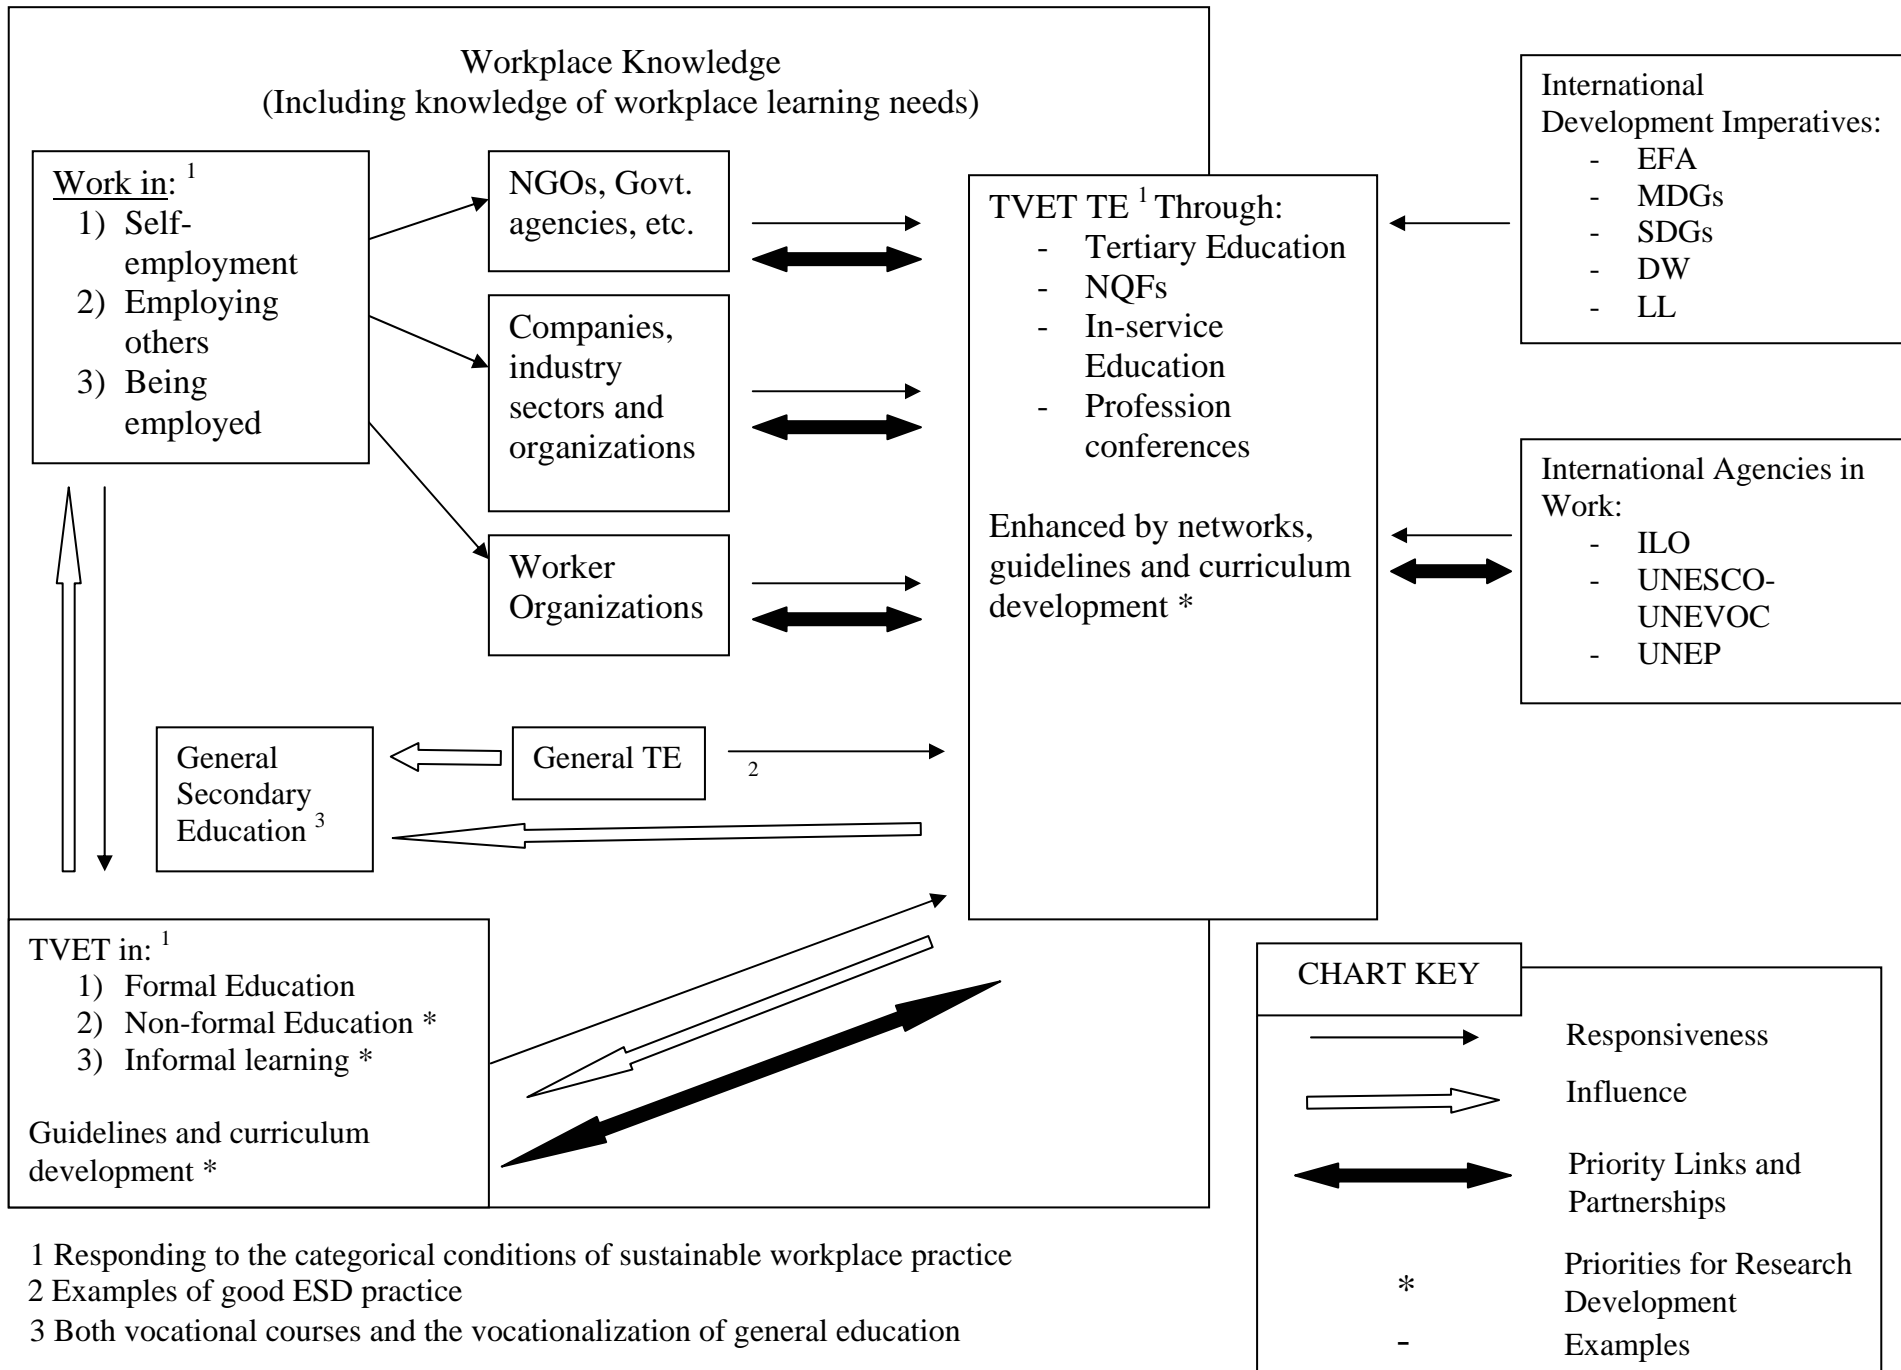 Workplace Knowledge
(Including knowledge of workplace learning needs)
Work in: 1
1) Self-
employment
2) Employing
others
3) Being
employed
NGOs, Govt.
agencies, etc.
Companies,
industry
sectors and
organizations
Worker
Organizations
TVET TE 1 Through:
- Tertiary Education
- NQFs
- In-service
Education
- Profession
conferences
Enhanced by networks,
guidelines and curriculum
development *
International
Development Imperatives:
- EFA
- MDGs
- SDGs
- DW
- LL
International Agencies in
Work:
- ILO
- UNESCO-
UNEVOC
- UNEP
General
Secondary
Education 3
General TE
2
TVET in: 1
1) Formal Education
2) Non-formal Education *
3) Informal learning *
Guidelines and curriculum
development *
CHART KEY
Responsiveness
Influence
Priority Links and
Partnerships
* Priorities for Research
Development
- Examples
1 Responding to the categorical conditions of sustainable workplace practice
2 Examples of good ESD practice
3 Both vocational courses and the vocationalization of general education